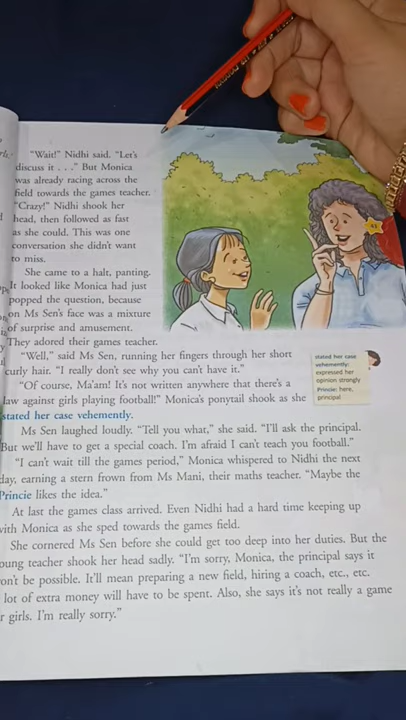 "Wait!" Nidhi said. "Let's
discuss it . . ." But Monica
was already racing across the
field towards the games teacher.
"Crazy!" Nidhi shook her
head, then followed as fast
as she could. This was one
conversation she didn't want
to miss.
She came to a halt, panting.
It looked like Monica had just
popped the question, because
on Ms Sen's face was a mixture
of surprise and amusement.
They adored their games teacher.
"Well," said Ms Sen, running her fingers through her short
curly hair. "I really don't see why you can't have it."
"Of course, Ma'am! It's not written anywhere that there's a
law against girls playing football!" Monica's ponytail shook as she
stated her case vehemently.
Ms Sen laughed loudly. "Tell you what," she said. "I'll ask the principal.
But we'll have to get a special coach. I'm afraid I can't teach you football."
"I can't wait till the games period," Monica whispered to Nidhi the next
day, earning a stern frown from Ms Mani, their maths teacher. "Maybe the
Princie likes the idea."
At last the games class arrived. Even Nidhi had a hard time keeping up
with Monica as she sped towards the games field.
She cornered Ms Sen before she could get too deep into her duties. But the
oung teacher shook her head sadly. "I'm sorry, Monica, the principal says it
on't be possible. It'll mean preparing a new field, hiring a coach, etc., etc.
lot of extra money will have to be spent. Also, she says it's not really a game
r girls. I'm really sorry."
stated her case
vehemently:
expressed her
opinion strongly
Princie: here,
principal